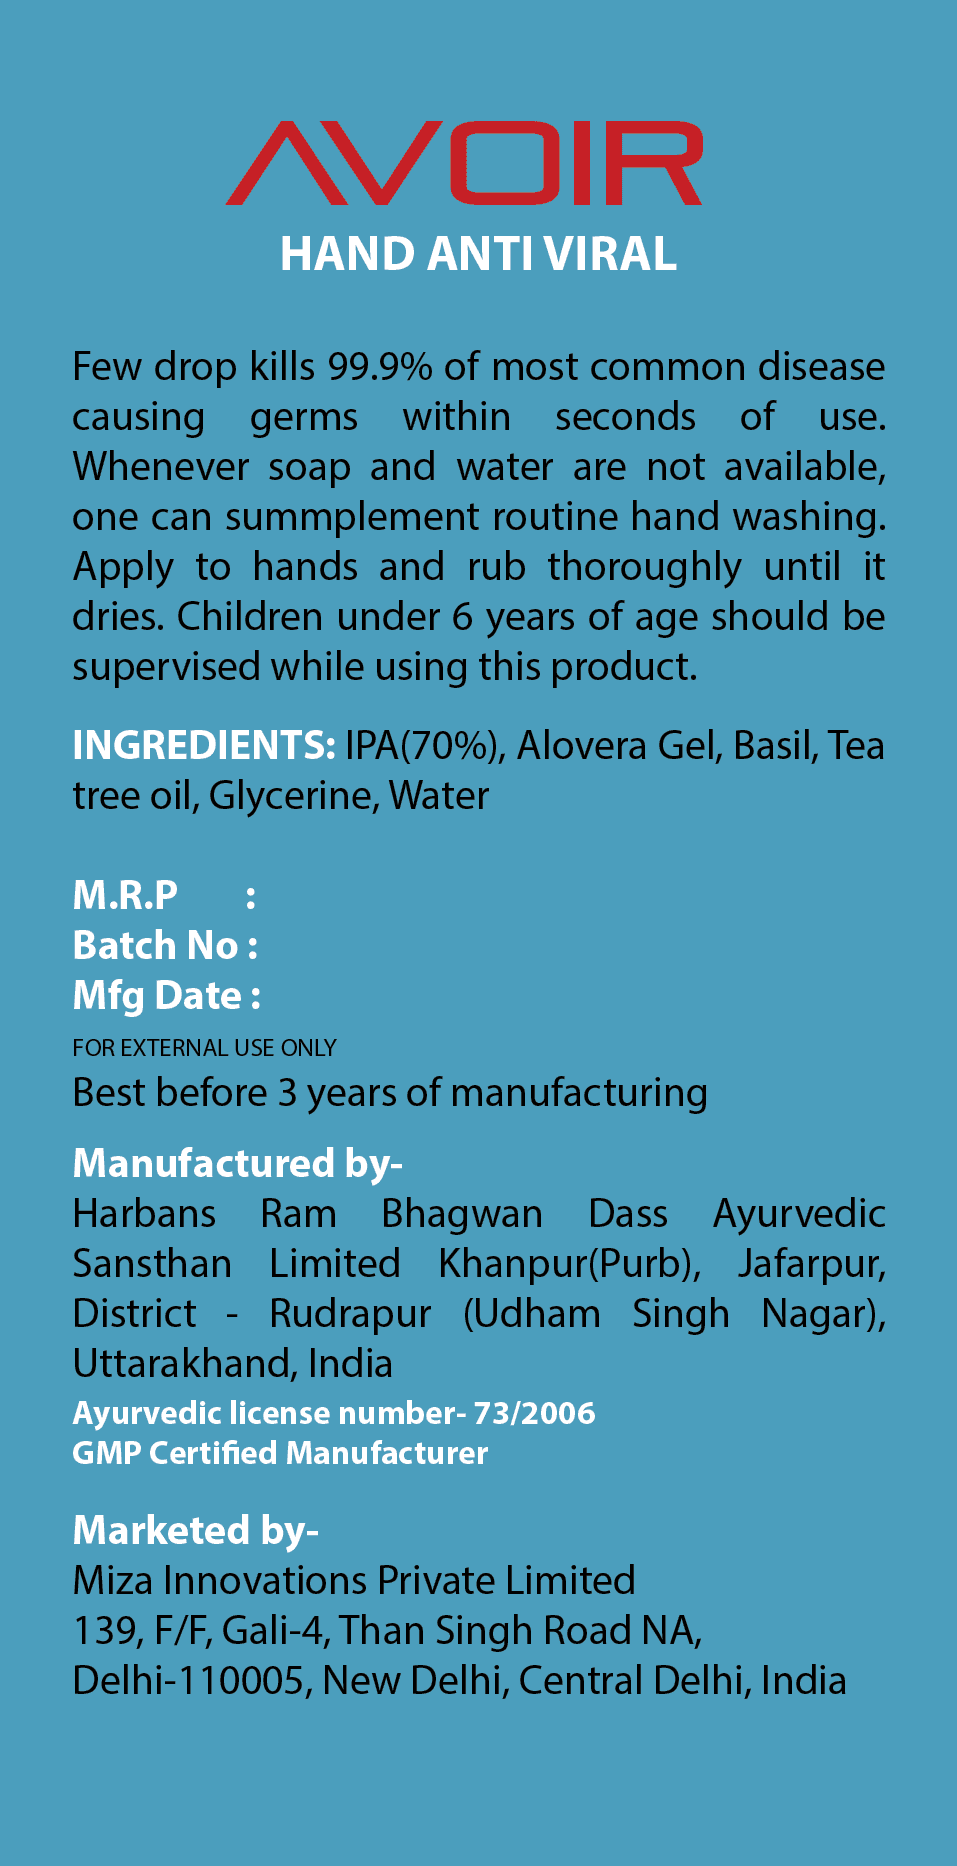 AVOIR
HAND ANTI VIRAL
Few drop kills 99.9% of most common disease
causing germs within seconds of use.
Whenever soap and water are not available,
one can summplement routine hand washing.
Apply to hands and rub thoroughly until it
dries. Children under 6 years of age should be
supervised while using this product.
INGREDIENTS: IPA(70%), Alovera Gel, Basil, Tea
tree oil, Glycerine, Water
M.R.P :
Batch No :
Mfg Date :
FOR EXTERNAL USE ONLY
Best before 3 years of manufacturing
Manufactured by-
Harbans Ram Bhagwan Dass Ayurvedic
Sansthan Limited Khanpur(Purb), Jafarpur,
District - Rudrapur (Udham Singh Nagar),
Uttarakhand, India
Ayurvedic license number- 73/2006
GMP Certified Manufacturer
Marketed by-
Miza Innovations Private Limited
139, F/F, Gali-4, Than Singh Road NA,
Delhi-110005, New Delhi, Central Delhi, India